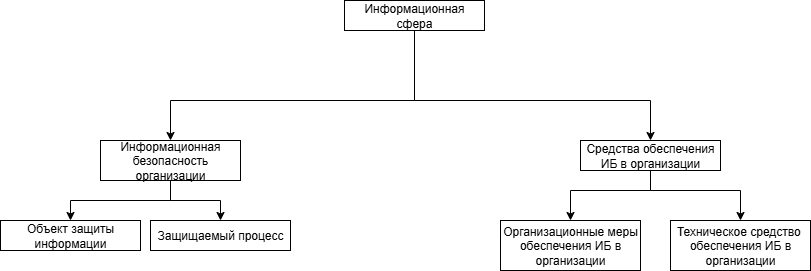 Информационная
сфера
Информационная
безопасность
организации
Средства обеспечения
ИБ в организации
Объект защиты
информации
Защищаемый процесс
Организационные меры
обеспечения ИБ в
организации
Техническое средство
обеспечения ИБ в
организации